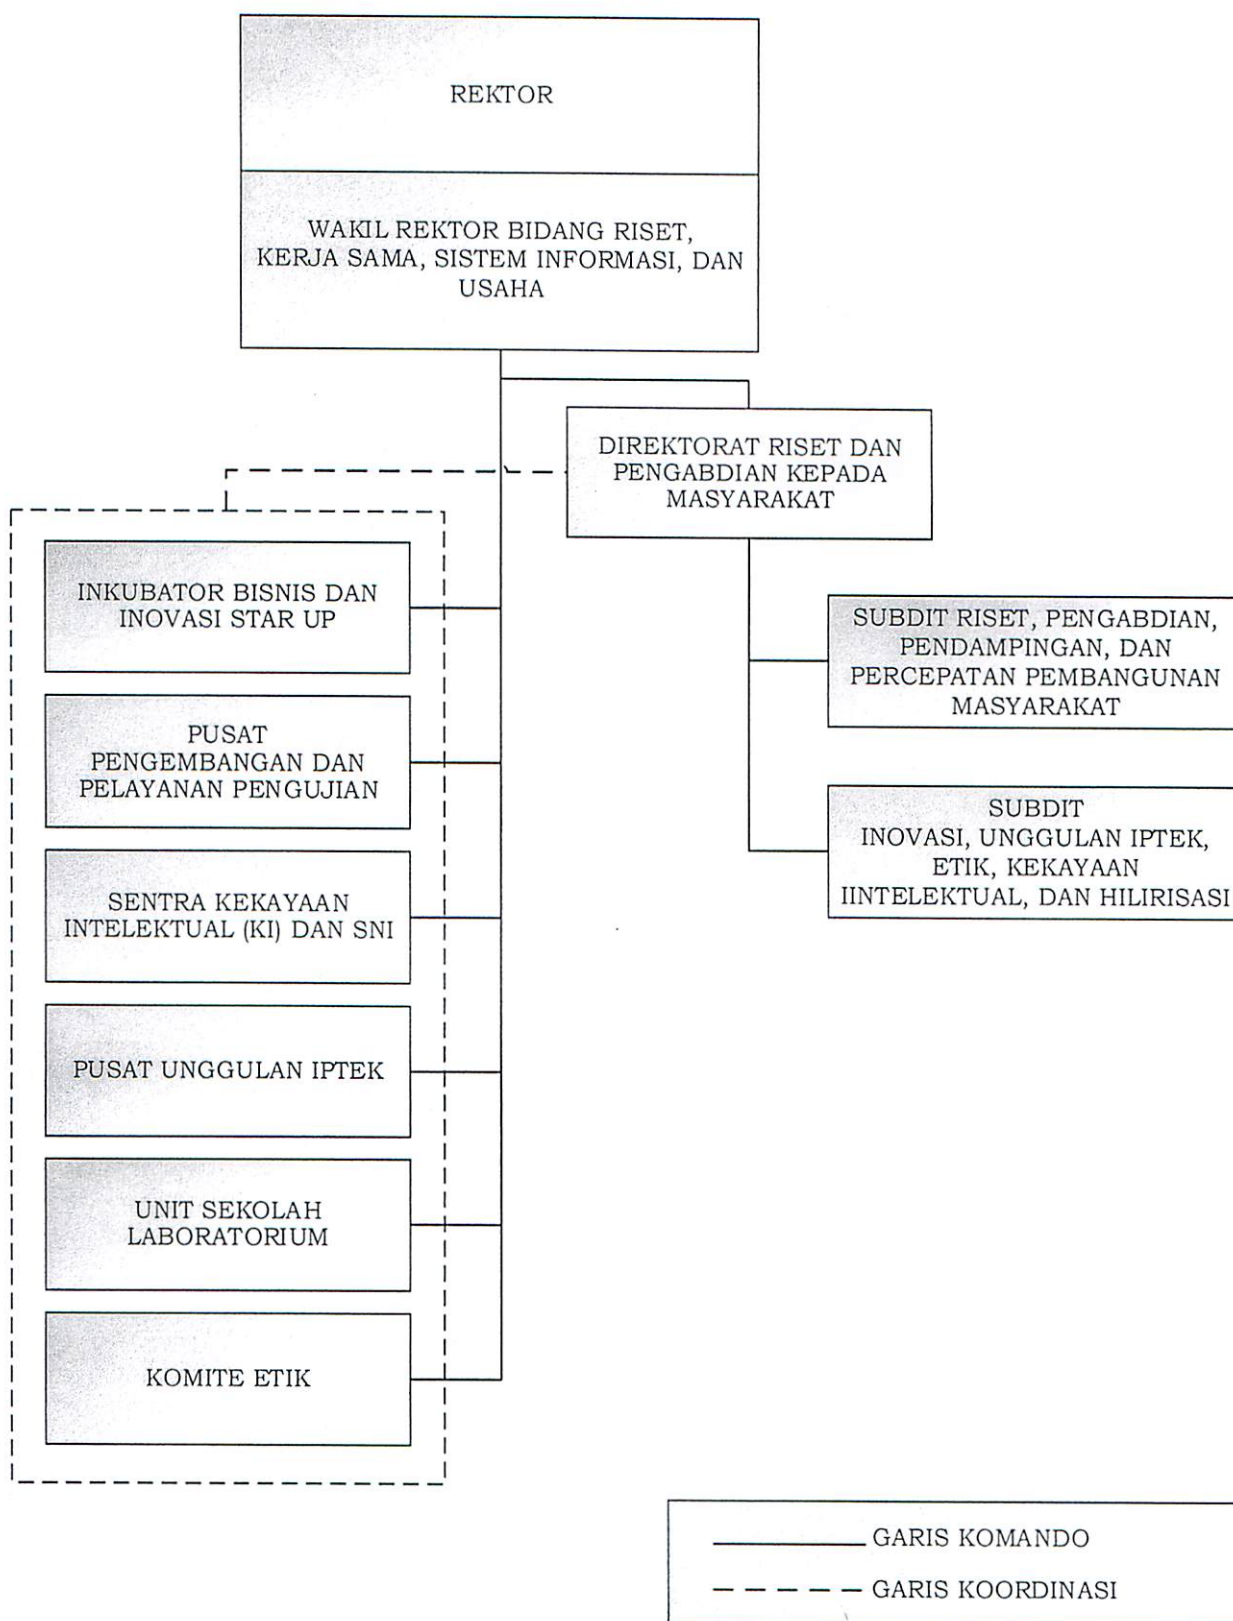 REKTOR
WAKIL REKTOR BIDANG RISET,
KERJA SAMA, SISTEM INFORMASI, DAN
USAHA
DIREKTORAT RISET DAN
PENGABDIAN KEPADA
MASYARAKAT
INKUBATOR BISNIS DAN
INOVASI STAR UP
PUSAT
PENGEMBANGAN DAN
PELAYANAN PENGUJIAN
SENTRA KEKAYAAN
INTELEKTUAL (KI) DAN SNI
PUSAT UNGGULAN IPTEK
UNIT SEKOLAH
LABORATORIUM
KOMITE ETIK
SUBDIT RISET, PENGABDIAN,
PENDAMPINGAN, DAN
PERCEPATAN PEMBANGUNAN
MASYARAKAT
SUBDIT
INOVASI, UNGGULAN IPTEK,
ETIK, KEKAYAAN
IINTELEKTUAL, DAN HILIRISASI
GARIS KOMANDO
GARIS KOORDINASI